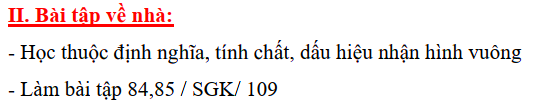 II. Bài tập về nhà:
- Học thuộc định nghĩa, tính chất, dấu hiệu nhận hình vuông
- Làm bài tập 84,85 / SGK/ 109